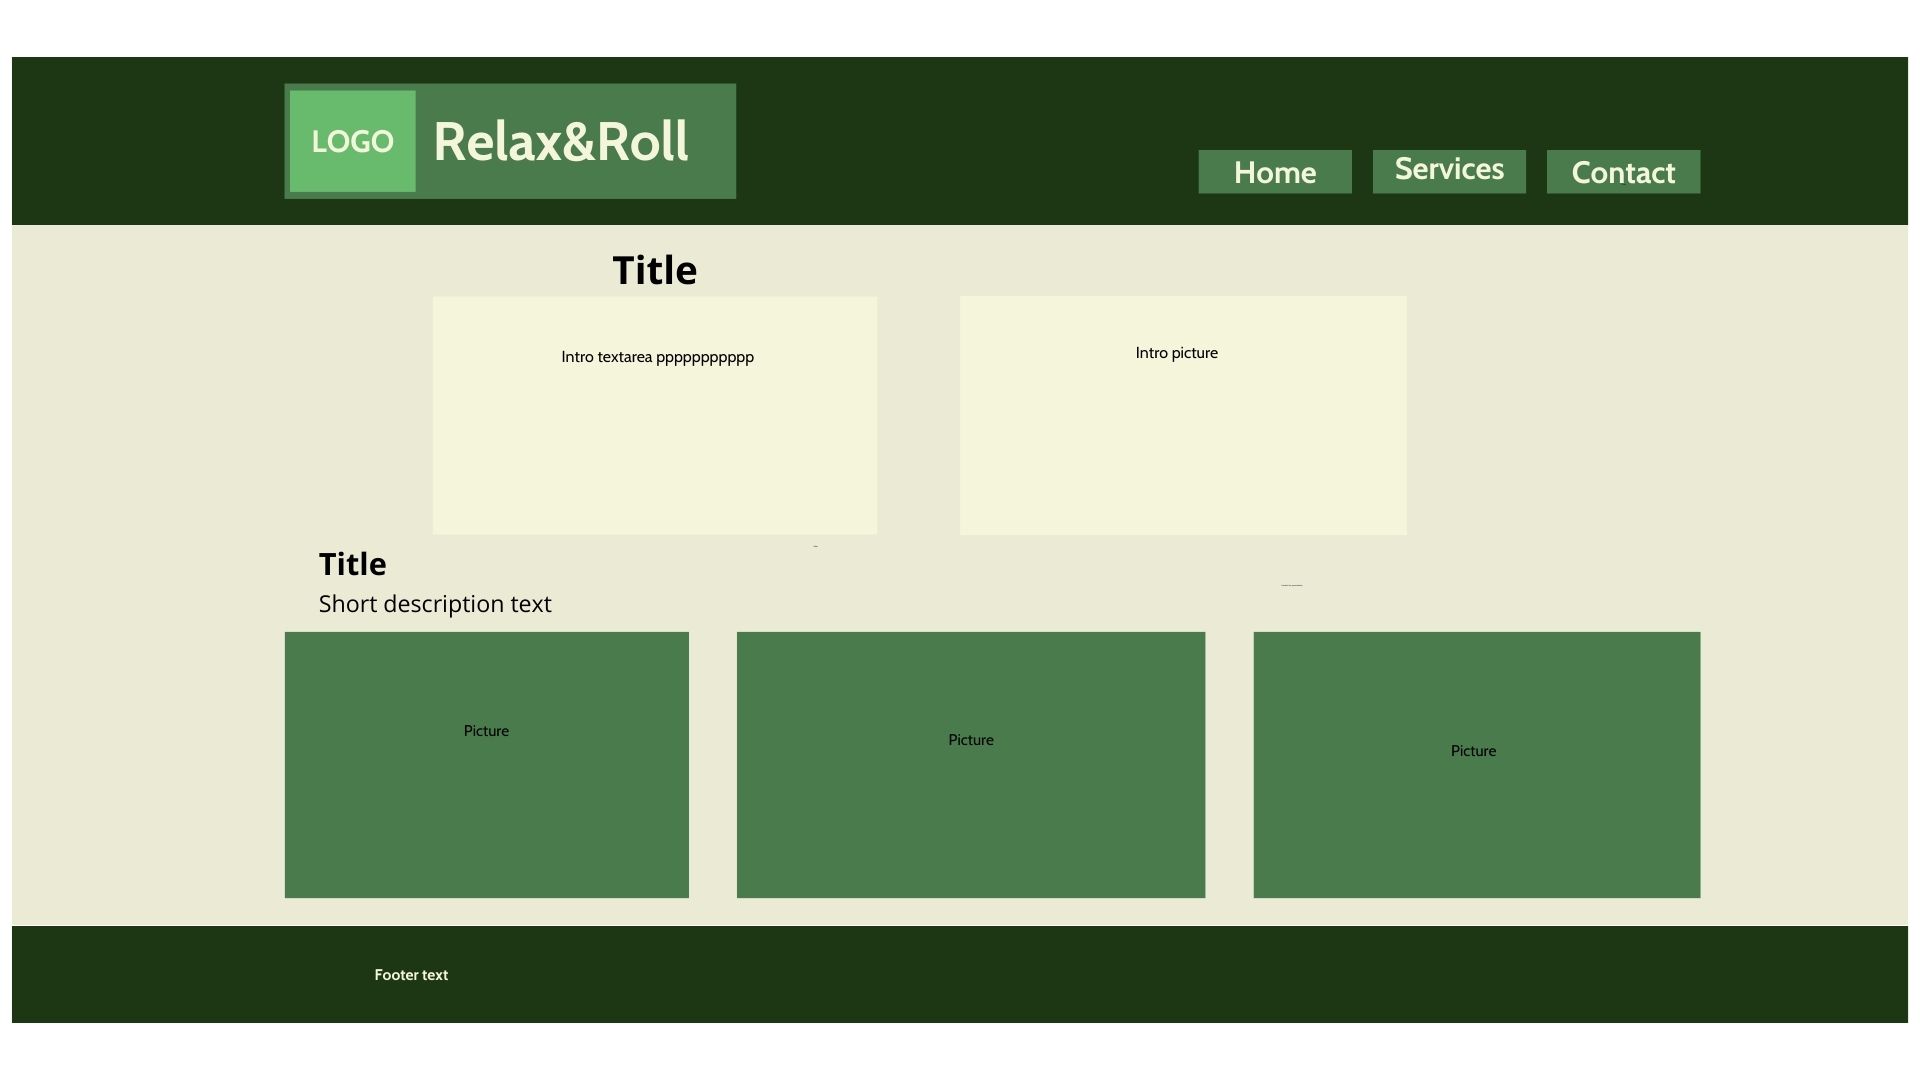 LOGO
Relax&Roll
Home
Services
Contact
Title
Intro textarea ppppppppppp
Intro picture
Title
Short description text
Picture
Picture
Picture
Footer text